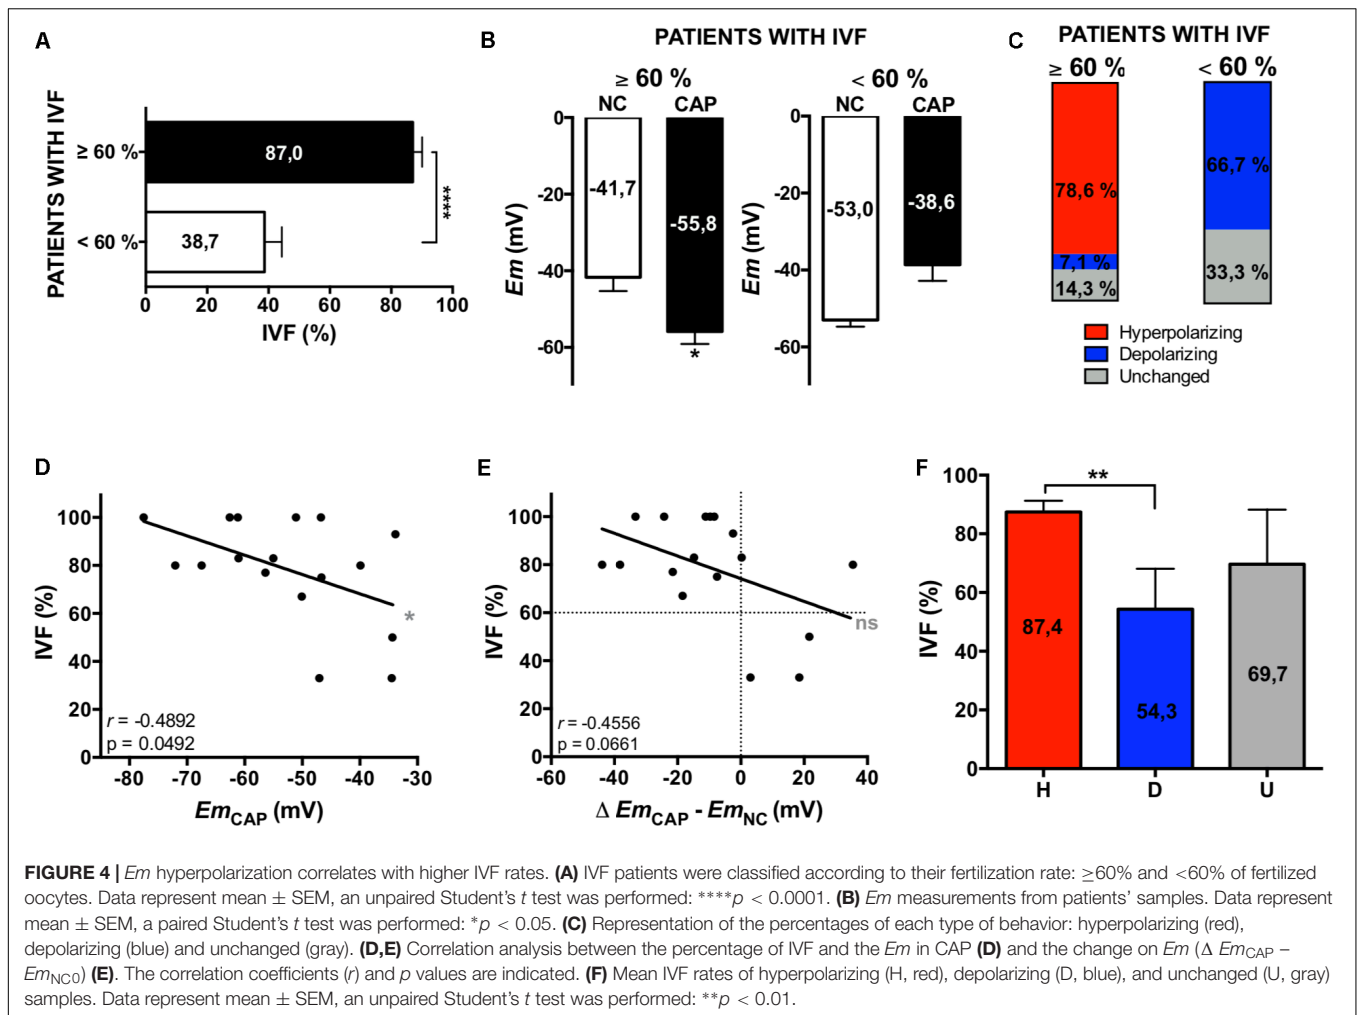 A
PATIENTS WITH IVF
≥ 60 %
87,0
< 60 %
38,7
****
0 20 40 60 80 100
IVF (%)
B
PATIENTS WITH IVF
≥ 60 %
NC CAP
0
-20
-40
-60
Em (mV)
-41,7
-55,8
*
< 60 %
NC CAP
0
-20
-40
-60
Em (mV)
-53,0
-38,6
C
PATIENTS WITH IVF
≥ 60 % < 60 %
78,6 %
7,1 %
14,3 %
66,7 %
33,3 %
Hyperpolarizing
Depolarizing
Unchanged
D
100
80
60
40
20
0
IVF (%)
*
r = -0.4892
p = 0.0492
-80 -70 -60 -50 -40 -30
EmCAP (mV)
E
100
80
60
40
20
0
IVF (%)
ns
r = -0.4556
p = 0.0661
-60 -40 -20 0 20 40
Δ EmCAP - EmNC (mV)
F
100
80
60
40
20
0
IVF (%)
**
87,4
54,3
69,7
H D U
FIGURE 4 | Em hyperpolarization correlates with higher IVF rates. (A) IVF patients were classified according to their fertilization rate: ≥60% and <60% of fertilized
oocytes. Data represent mean ± SEM, an unpaired Student's t test was performed: ****p < 0.0001. (B) Em measurements from patients' samples. Data represent
mean ± SEM, a paired Student's t test was performed: *p < 0.05. (C) Representation of the percentages of each type of behavior: hyperpolarizing (red),
depolarizing (blue) and unchanged (gray). (D,E) Correlation analysis between the percentage of IVF and the Em in CAP (D) and the change on Em (Δ EmCAP –
EmNC0) (E). The correlation coefficients (r) and p values are indicated. (F) Mean IVF rates of hyperpolarizing (H, red), depolarizing (D, blue), and unchanged (U, gray)
samples. Data represent mean ± SEM, an unpaired Student's t test was performed: **p < 0.01.